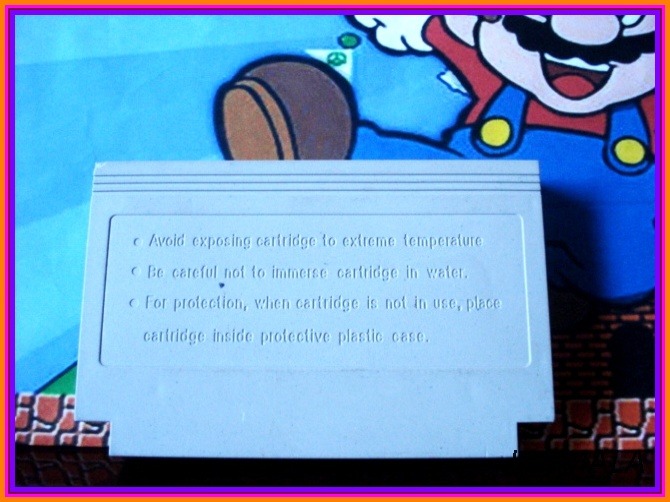 • Avoid exposing cartridge to extreme temperature
• Be careful not to immerse cartridge in water.
• For protection, when cartridge is not in use, place
cartridge inside protective plastic case.